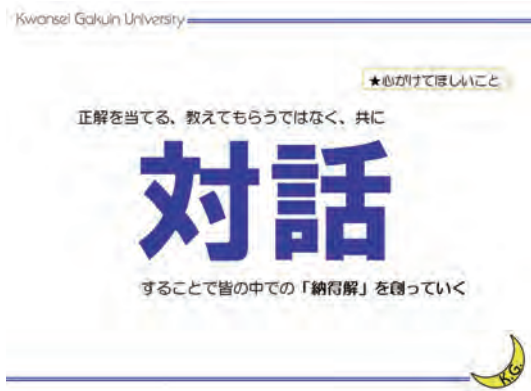 Kwansei Gakuin University
★心がけてほしいこと
正解を当てる、教えてもらうではなく、共に
対話
することで皆の中での「納得解」を創っていく
K.G.